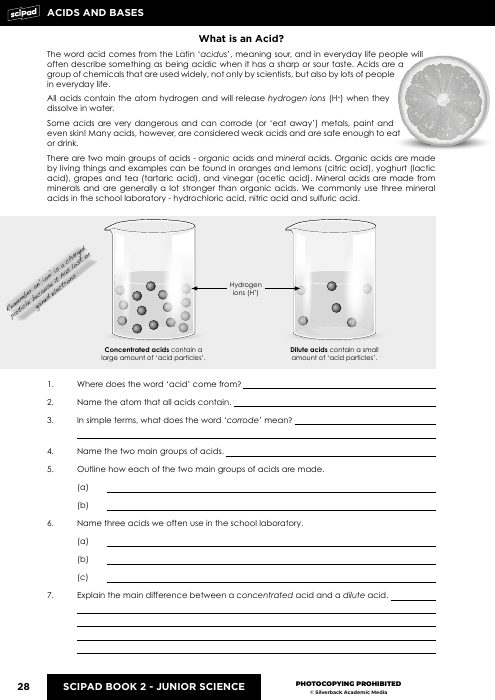 scipad ACIDS AND BASES
What is an Acid?
The word acid comes from the Latin 'acidus', meaning sour, and in everyday life people will
often describe something as being acidic when it has a sharp or sour taste. Acids are a
group of chemicals that are used widely, not only by scientists, but also by lots of people
in everyday life.
All acids contain the atom hydrogen and will release hydrogen ions (H⁺) when they
dissolve in water.
Some acids are very dangerous and can corrode (or 'eat away') metals, paint and
even skin! Many acids, however, are considered weak acids and are safe enough to eat
or drink.
There are two main groups of acids - organic acids and mineral acids. Organic acids are made
by living things and examples can be found in oranges and lemons (citric acid), yoghurt (lactic
acid), grapes and tea (tartaric acid), and vinegar (acetic acid). Mineral acids are made from
minerals and are generally a lot stronger than organic acids. We commonly use three mineral
acids in the school laboratory - hydrochloric acid, nitric acid and sulfuric acid.
Remember an 'ion' is a charged
particle because it has lost or
gained electrons.
Hydrogen
ions (H⁺)
Concentrated acids contain a
large amount of 'acid particles'.
Dilute acids contain a small
amount of 'acid particles'.
1. Where does the word 'acid' come from?
2. Name the atom that all acids contain.
3. In simple terms, what does the word 'corrode' mean?
4. Name the two main groups of acids.
5. Outline how each of the two main groups of acids are made.
(a)
(b)
6. Name three acids we often use in the school laboratory.
(a)
(b)
(c)
7. Explain the main difference between a concentrated acid and a dilute acid.
28 SCIPAD BOOK 2 - JUNIOR SCIENCE
PHOTOCOPYING PROHIBITED
© Silverback Academic Media